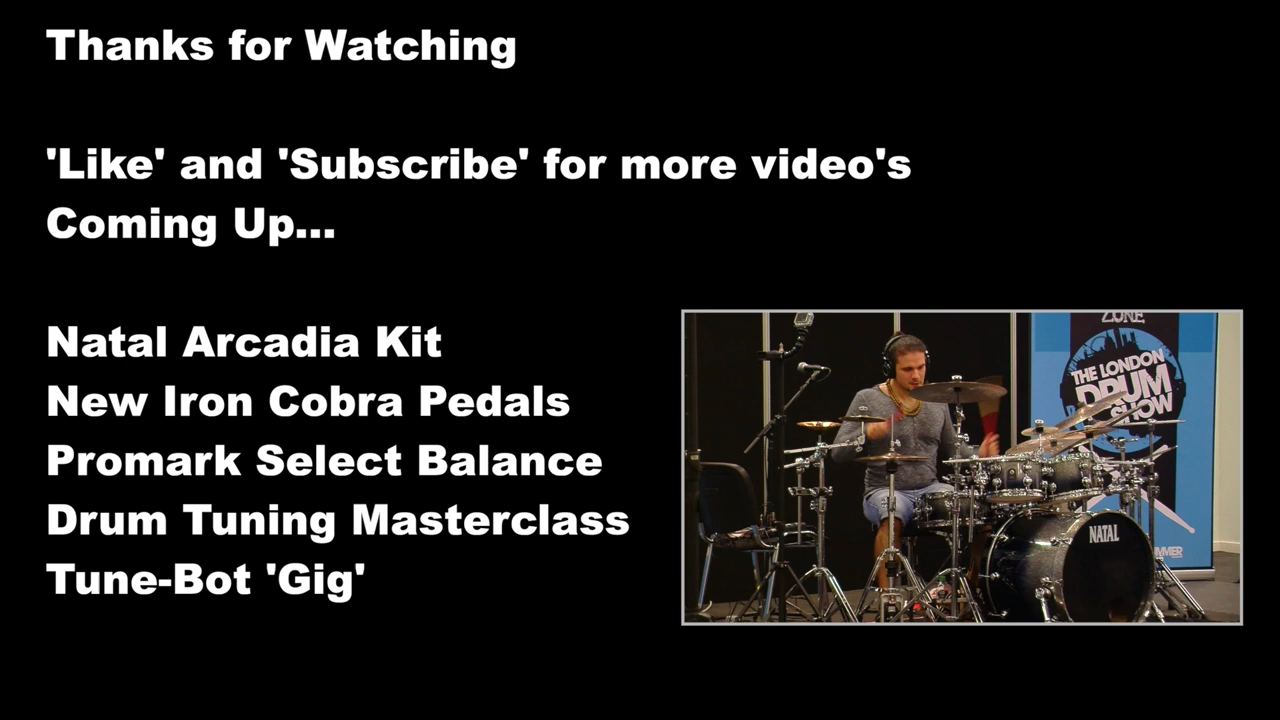 Thanks for Watching
'Like' and 'Subscribe' for more video's
Coming Up...
Natal Arcadia Kit
New Iron Cobra Pedals
Promark Select Balance
Drum Tuning Masterclass
Tune-Bot 'Gig'
ZONE
THE LONDON
DRUM
SHOW
NATAL